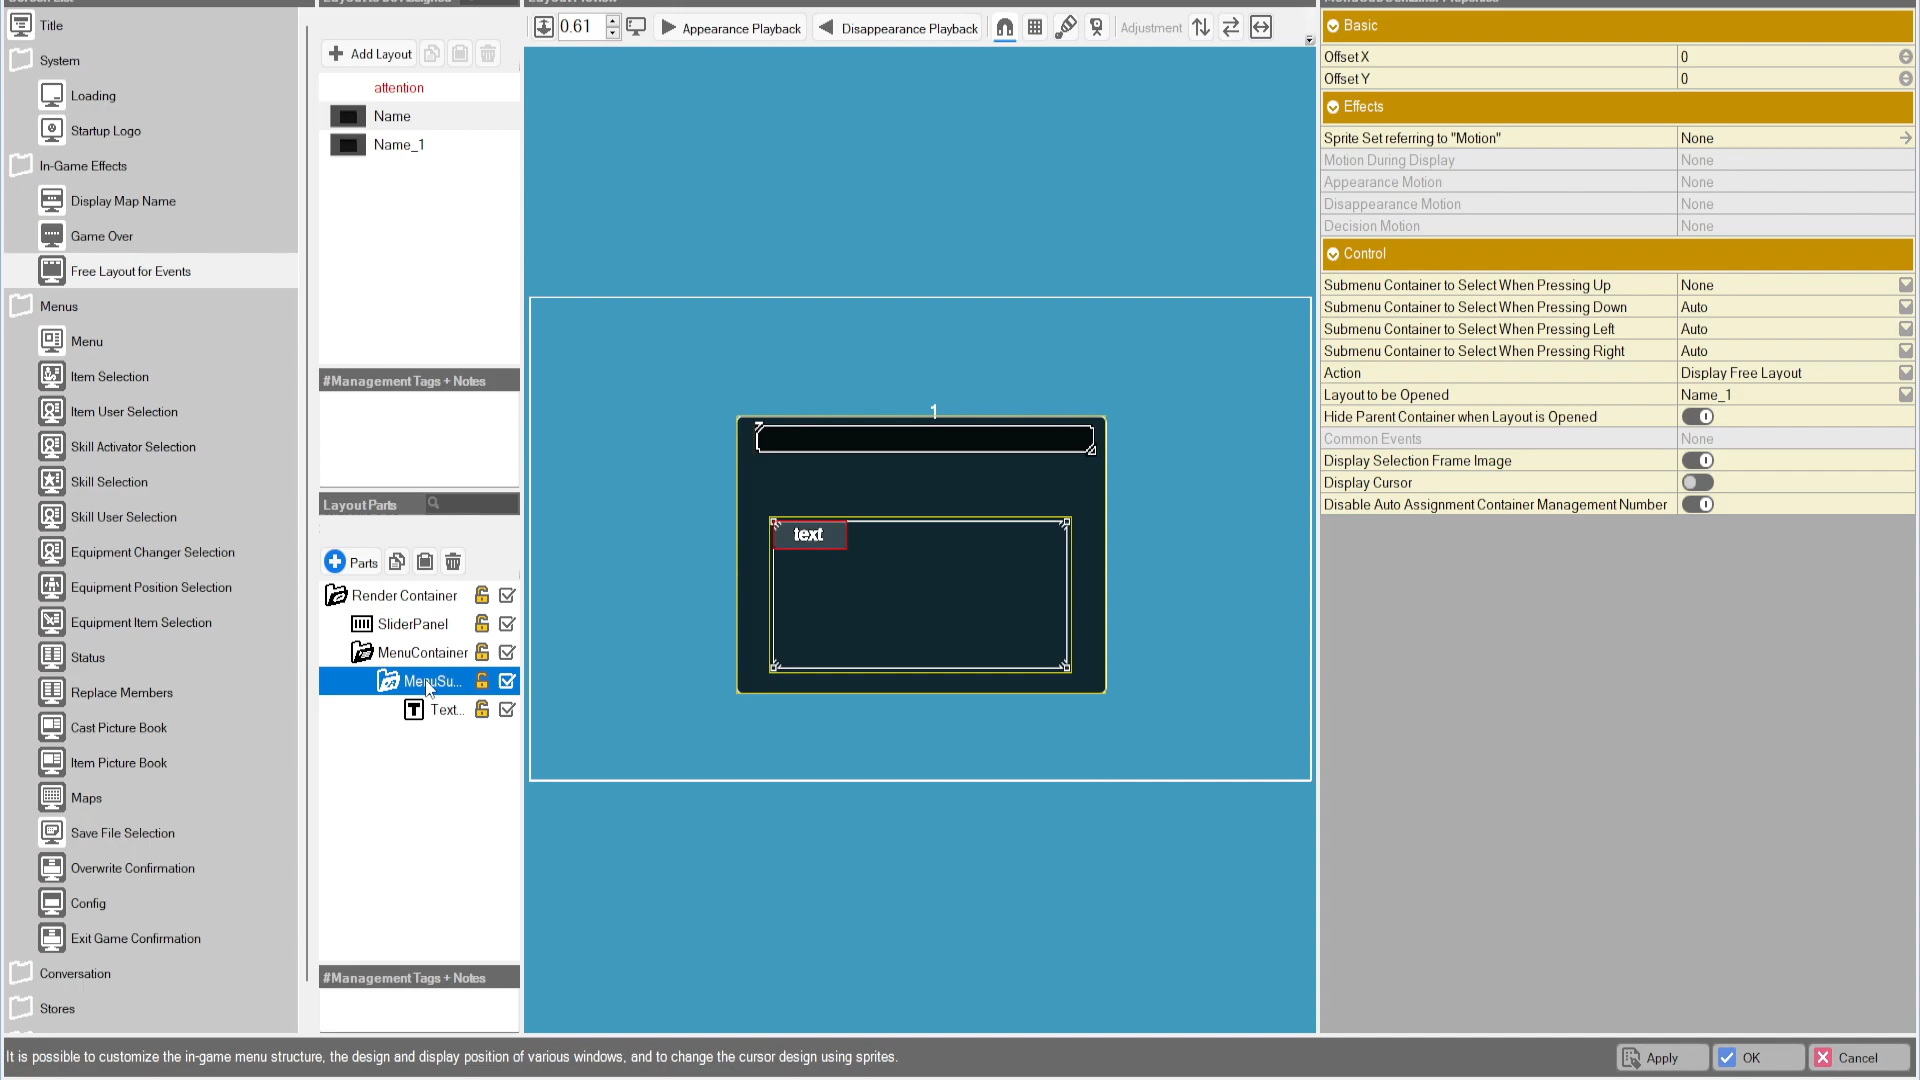 Title
System
Loading
Startup Logo
In-Game Effects
Display Map Name
Game Over
Free Layout for Events
Menus
Menu
Item Selection
Item User Selection
Skill Activator Selection
Skill Selection
Skill User Selection
Equipment Changer Selection
Equipment Position Selection
Equipment Item Selection
Status
Replace Members
Cast Picture Book
Item Picture Book
Maps
Save File Selection
Overwrite Confirmation
Config
Exit Game Confirmation
Conversation
Stores
Add Layout
attention
Name
Name_1
#Management Tags + Notes
Layout Parts
Parts
Render Container
SliderPanel
MenuContainer
MenuSu...
Text...
#Management Tags + Notes
0.61
Appearance Playback
Disappearance Playback
Adjustment
1
text
Basic
Offset X 0
Offset Y 0
Effects
Sprite Set referring to "Motion" None
Motion During Display None
Appearance Motion None
Disappearance Motion None
Decision Motion None
Control
Submenu Container to Select When Pressing Up None
Submenu Container to Select When Pressing Down Auto
Submenu Container to Select When Pressing Left Auto
Submenu Container to Select When Pressing Right Auto
Action Display Free Layout
Layout to be Opened Name_1
Hide Parent Container when Layout is Opened
Common Events None
Display Selection Frame Image
Display Cursor
Disable Auto Assignment Container Management Number
It is possible to customize the in-game menu structure, the design and display position of various windows, and to change the cursor design using sprites.
Apply
OK
Cancel